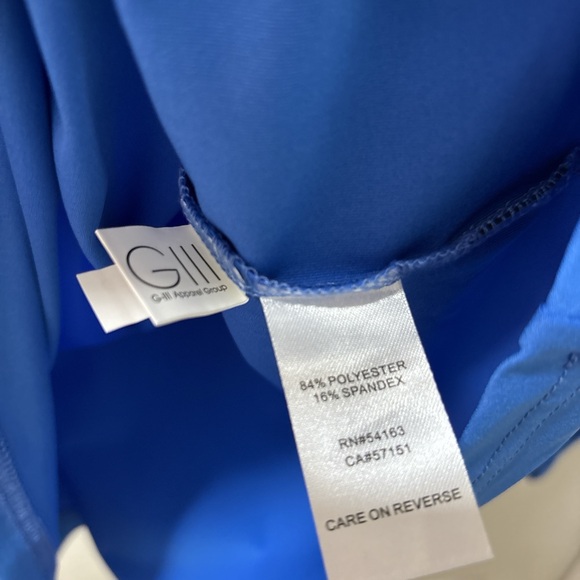 GIII
G-III Apparel Group
84% POLYESTER
16% SPANDEX
RN#54163
CA#57151
CARE ON REVERSE